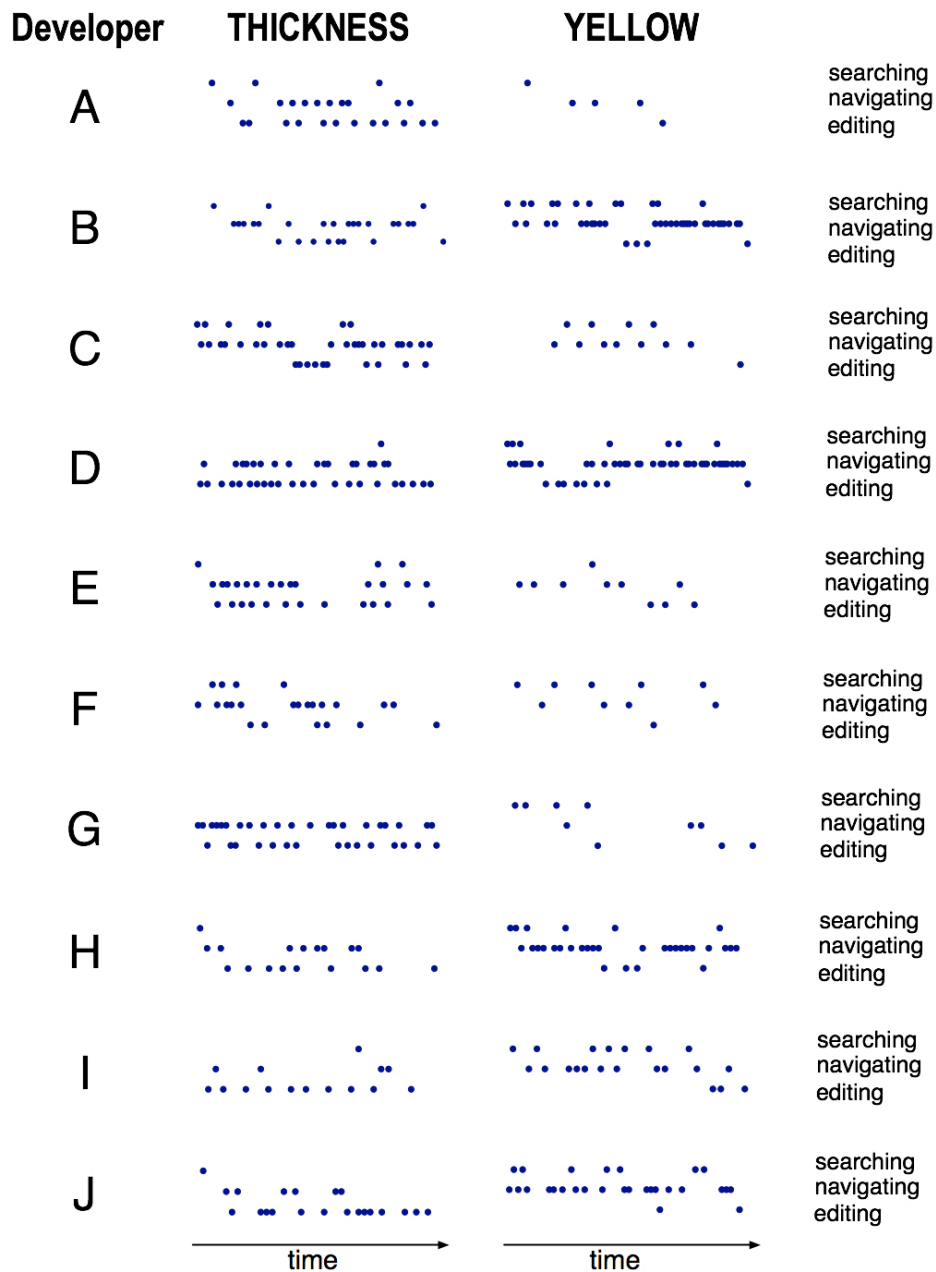 Developer THICKNESS YELLOW
A
searching
navigating
editing
B
searching
navigating
editing
C
searching
navigating
editing
D
searching
navigating
editing
E
searching
navigating
editing
F
searching
navigating
editing
G
searching
navigating
editing
H
searching
navigating
editing
I
searching
navigating
editing
J
searching
navigating
editing
time time